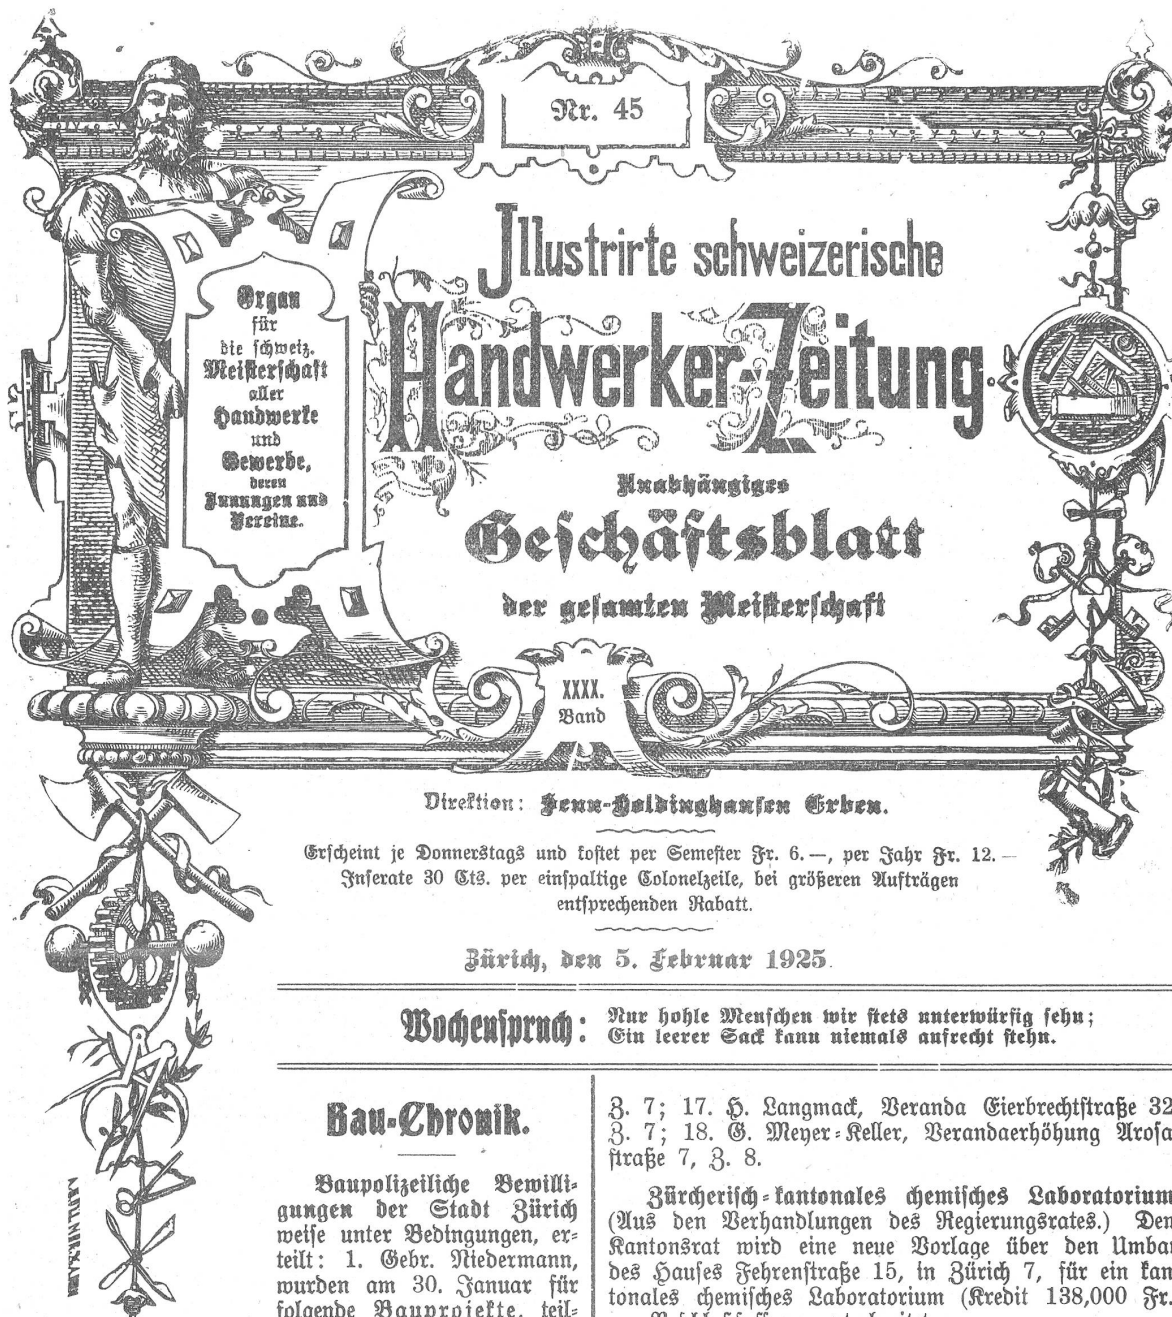 Nr. 45
Illustrirte schweizerische
Handwerker-Zeitung
Organ
für
die schweiz.
Meisterschaft
aller
Handwerke
und
Gewerbe,
deren
Innungen und
Vereine.
Unabhängiges
Geschäftsblatt
der gesamten Meisterschaft
XXXX.
Band
Direktion: Senn-Holdinghausen Erben.
Erscheint je Donnerstags und kostet per Semester Fr. 6.—, per Jahr Fr. 12.—
Inserate 30 Cts. per einspaltige Colonelzeile, bei größeren Aufträgen
entsprechenden Rabatt.
Zürich, den 5. Februar 1925.
Wochenspruch: Nur hohle Menschen wir stets unterwürfig sehn;
Ein leerer Sack kann niemals aufrecht stehn.
Bau-Chronik.
Baupolizeiliche Bewilli-
gungen der Stadt Zürich
weise unter Bedingungen, er-
teilt: 1. Gebr. Niedermann,
wurden am 30. Januar für
folgende Bauprojekte, teil-
Z. 7; 17. H. Langmack, Veranda Eierbrechtstraße 32
Z. 7; 18. G. Meyer-Keller, Verandaerhöhung Arosa
straße 7, Z. 8.
Zürcherisch-kantonales chemisches Laboratorium
(Aus den Verhandlungen des Regierungsrates.) Dem
Kantonsrat wird eine neue Vorlage über den Umbau
des Hauses Fehrenstraße 15, in Zürich 7, für ein kan
tonales chemisches Laboratorium (Kredit 138,000 Fr.